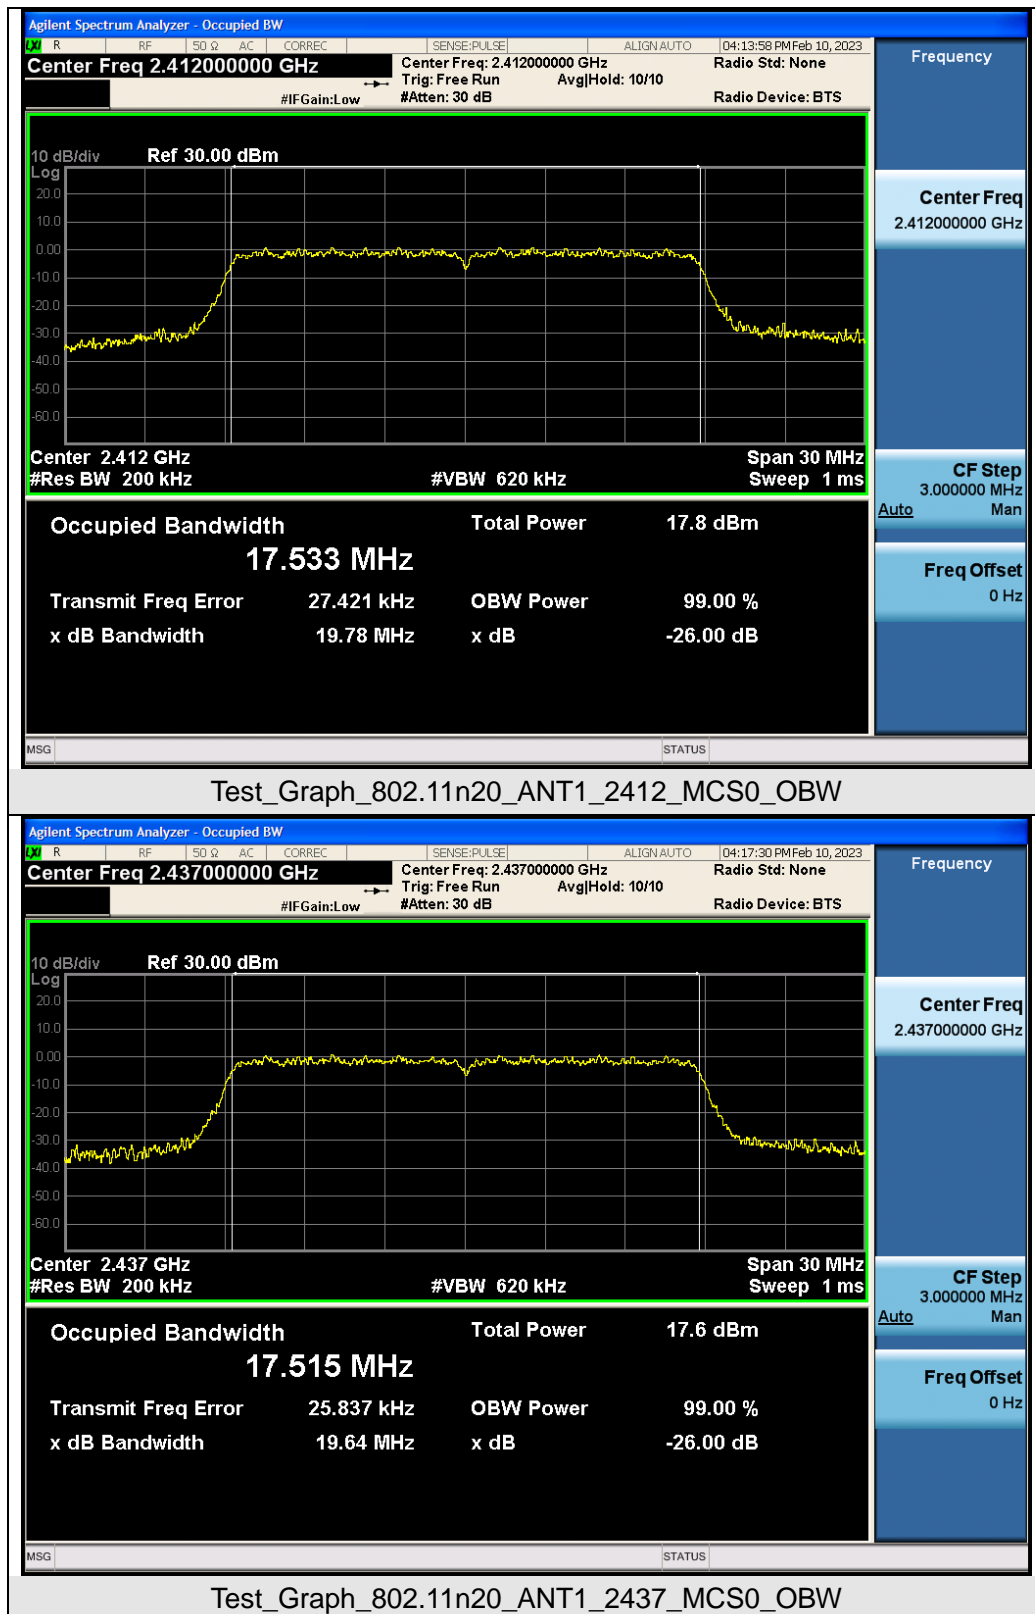 Agilent Spectrum Analyzer - Occupied BW
LXI R RF 50 Ω AC CORREC SENSE:PULSE ALIGN AUTO 04:13:58 PM Feb 10, 2023
Center Freq 2.412000000 GHz
Center Freq: 2.412000000 GHz
Radio Std: None
Trig: Free Run Avg|Hold: 10/10
#IFGain:Low
#Atten: 30 dB
Radio Device: BTS
Frequency
10 dB/div Ref 30.00 dBm
Log
20.0
10.0
0.00
-10.0
-20.0
-30.0
-40.0
-50.0
-60.0
Center Freq
2.412000000 GHz
Center 2.412 GHz Span 30 MHz
#Res BW 200 kHz #VBW 620 kHz Sweep 1 ms
CF Step
3.000000 MHz
Auto Man
Freq Offset
0 Hz
Occupied Bandwidth Total Power 17.8 dBm
17.533 MHz
Transmit Freq Error 27.421 kHz OBW Power 99.00 %
x dB Bandwidth 19.78 MHz x dB -26.00 dB
MSG STATUS
Test_Graph_802.11n20_ANT1_2412_MCS0_OBW
Agilent Spectrum Analyzer - Occupied BW
LXI R RF 50 Ω AC CORREC SENSE:PULSE ALIGN AUTO 04:17:30 PM Feb 10, 2023
Center Freq 2.437000000 GHz
Center Freq: 2.437000000 GHz
Radio Std: None
Trig: Free Run Avg|Hold: 10/10
#IFGain:Low
#Atten: 30 dB
Radio Device: BTS
Frequency
10 dB/div Ref 30.00 dBm
Log
20.0
10.0
0.00
-10.0
-20.0
-30.0
-40.0
-50.0
-60.0
Center Freq
2.437000000 GHz
Center 2.437 GHz Span 30 MHz
#Res BW 200 kHz #VBW 620 kHz Sweep 1 ms
CF Step
3.000000 MHz
Auto Man
Freq Offset
0 Hz
Occupied Bandwidth Total Power 17.6 dBm
17.515 MHz
Transmit Freq Error 25.837 kHz OBW Power 99.00 %
x dB Bandwidth 19.64 MHz x dB -26.00 dB
MSG STATUS
Test_Graph_802.11n20_ANT1_2437_MCS0_OBW